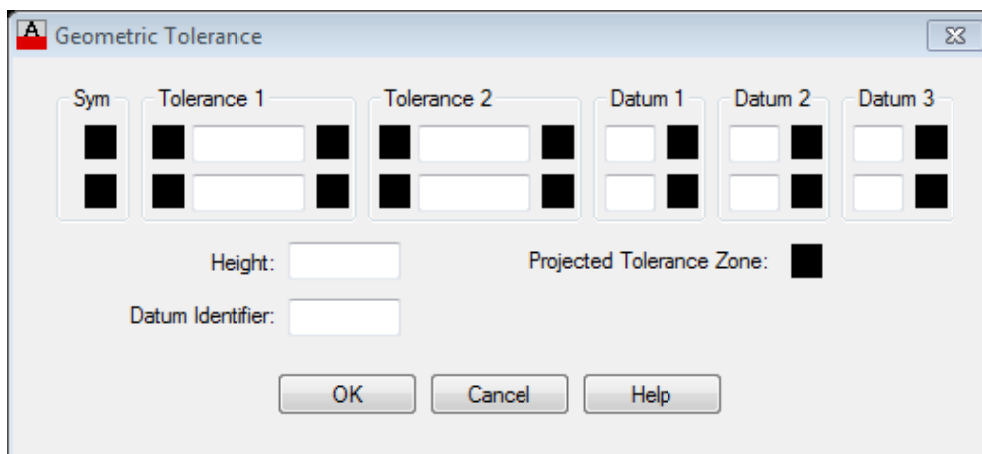 A Geometric Tolerance
Sym Tolerance 1 Tolerance 2 Datum 1 Datum 2 Datum 3
Height: Projected Tolerance Zone:
Datum Identifier:
OK Cancel Help